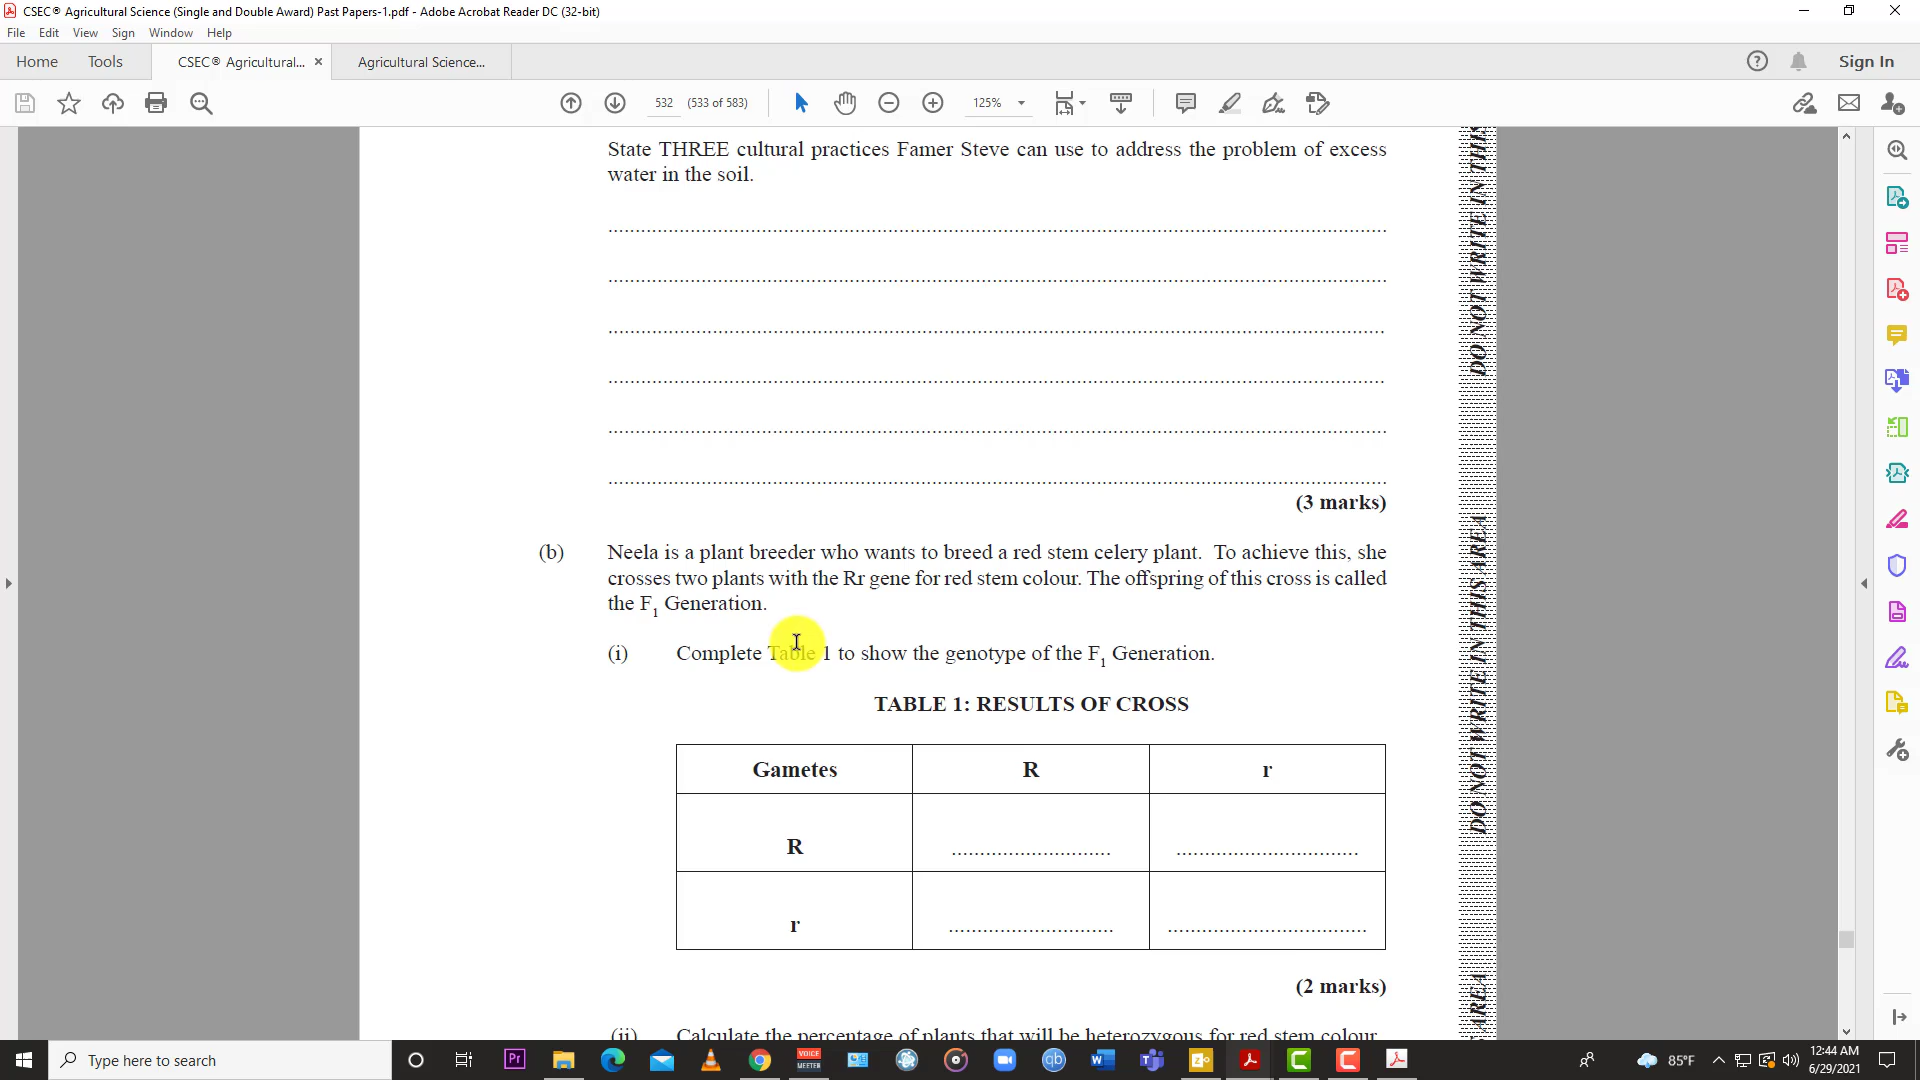 CSEC® Agricultural Science (Single and Double Award) Past Papers-1.pdf - Adobe Acrobat Reader DC (32-bit)
File Edit View Sign Window Help
Home Tools CSEC® Agricultural... × Agricultural Science... Sign In
532 (533 of 583) 125%
State THREE cultural practices Famer Steve can use to address the problem of excess
water in the soil.
(3 marks)
(b) Neela is a plant breeder who wants to breed a red stem celery plant. To achieve this, she
crosses two plants with the Rr gene for red stem colour. The offspring of this cross is called
the F1 Generation.
(i) Complete Table 1 to show the genotype of the F1 Generation.
TABLE 1: RESULTS OF CROSS
Gametes R r
R
r
(2 marks)
(ii) Calculate the percentage of plants that will be heterozygous for red stem colour.
DO NOT WRITE IN THIS
DO NOT WRITE IN THIS AREA
AREA
Type here to search
Pr
VOICE
MEETER
qb
85°F
12:44 AM
6/29/2021